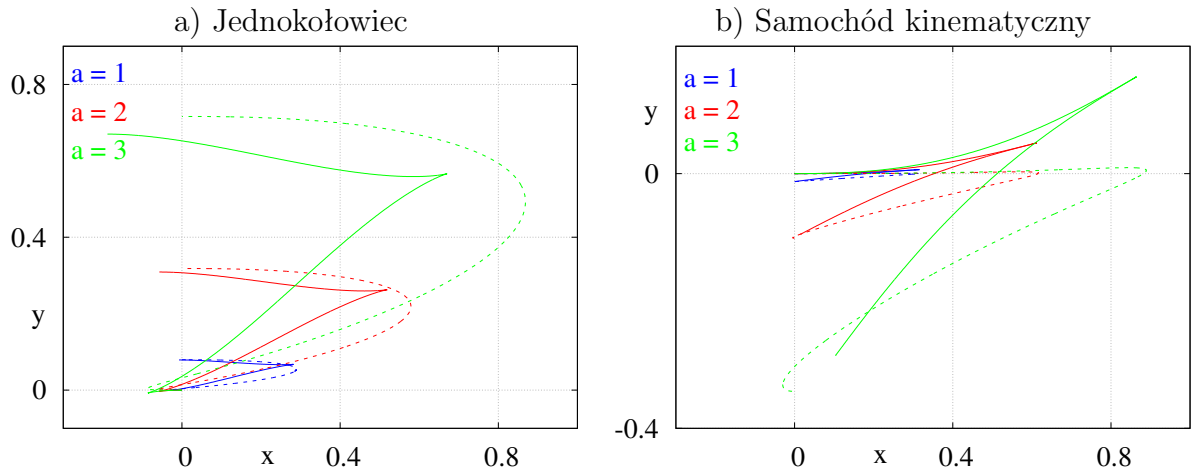 a) Jednokołowiec
a = 1
a = 2
a = 3
0.8
0.4
y
0
0
x
0.4
0.8
b) Samochód kinematyczny
a = 1
a = 2
a = 3
y
0
-0.4
0
0.4
x
0.8